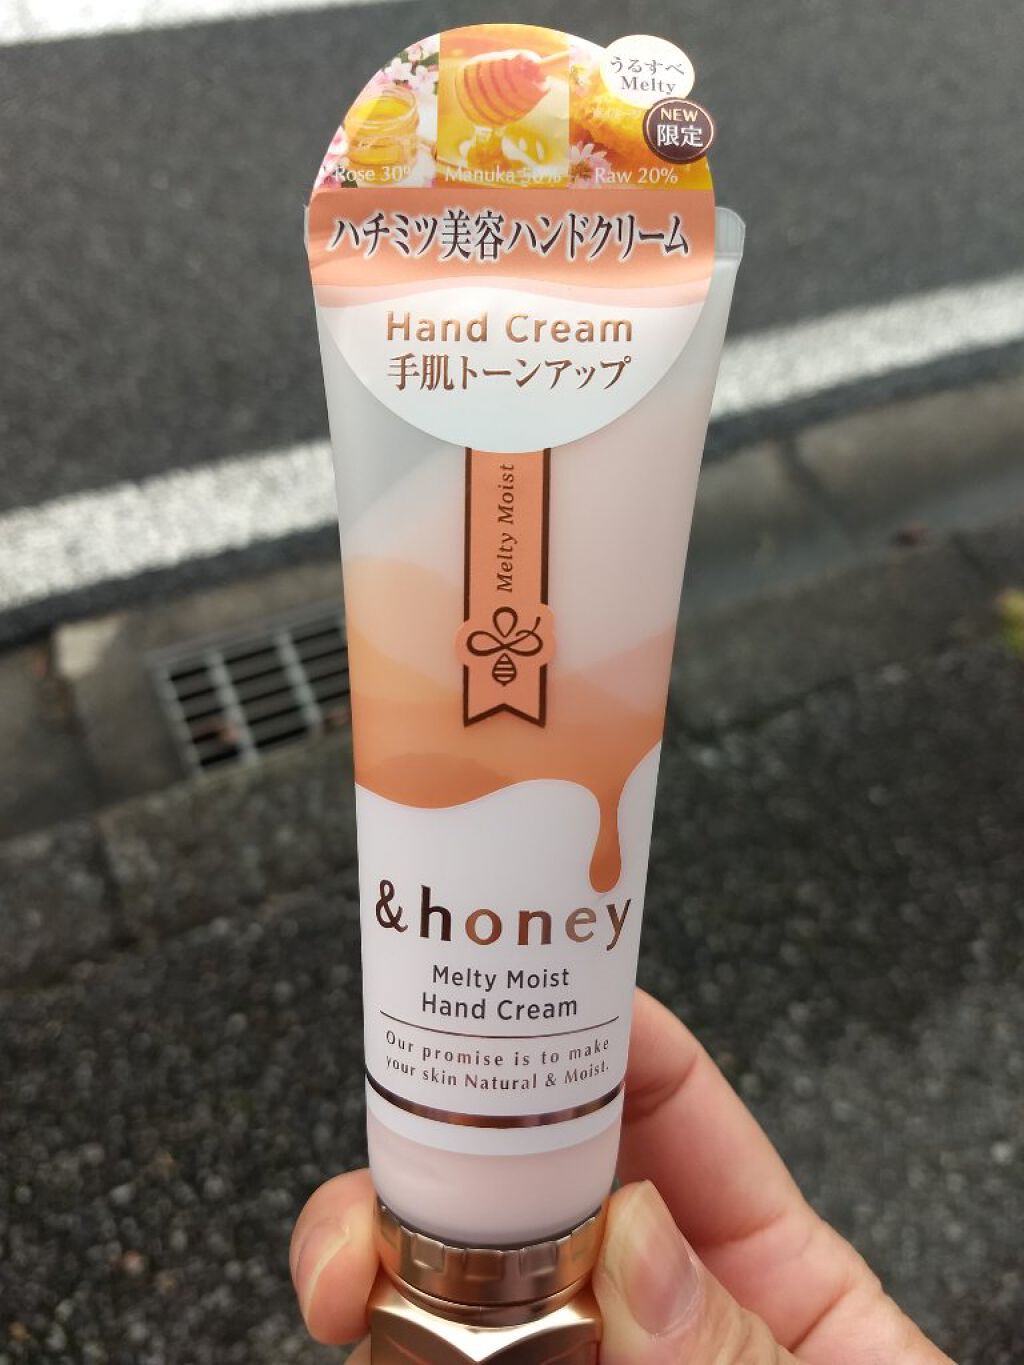 うるすべ
Melty
NEW
限定
Rose 30%
Manuka 50%
Raw 20%
ハチミツ美容ハンドクリーム
Hand Cream
手肌トーンアップ
Melty Moist
&honey
Melty Moist
Hand Cream
Our promise is to make
your skin Natural & Moist.